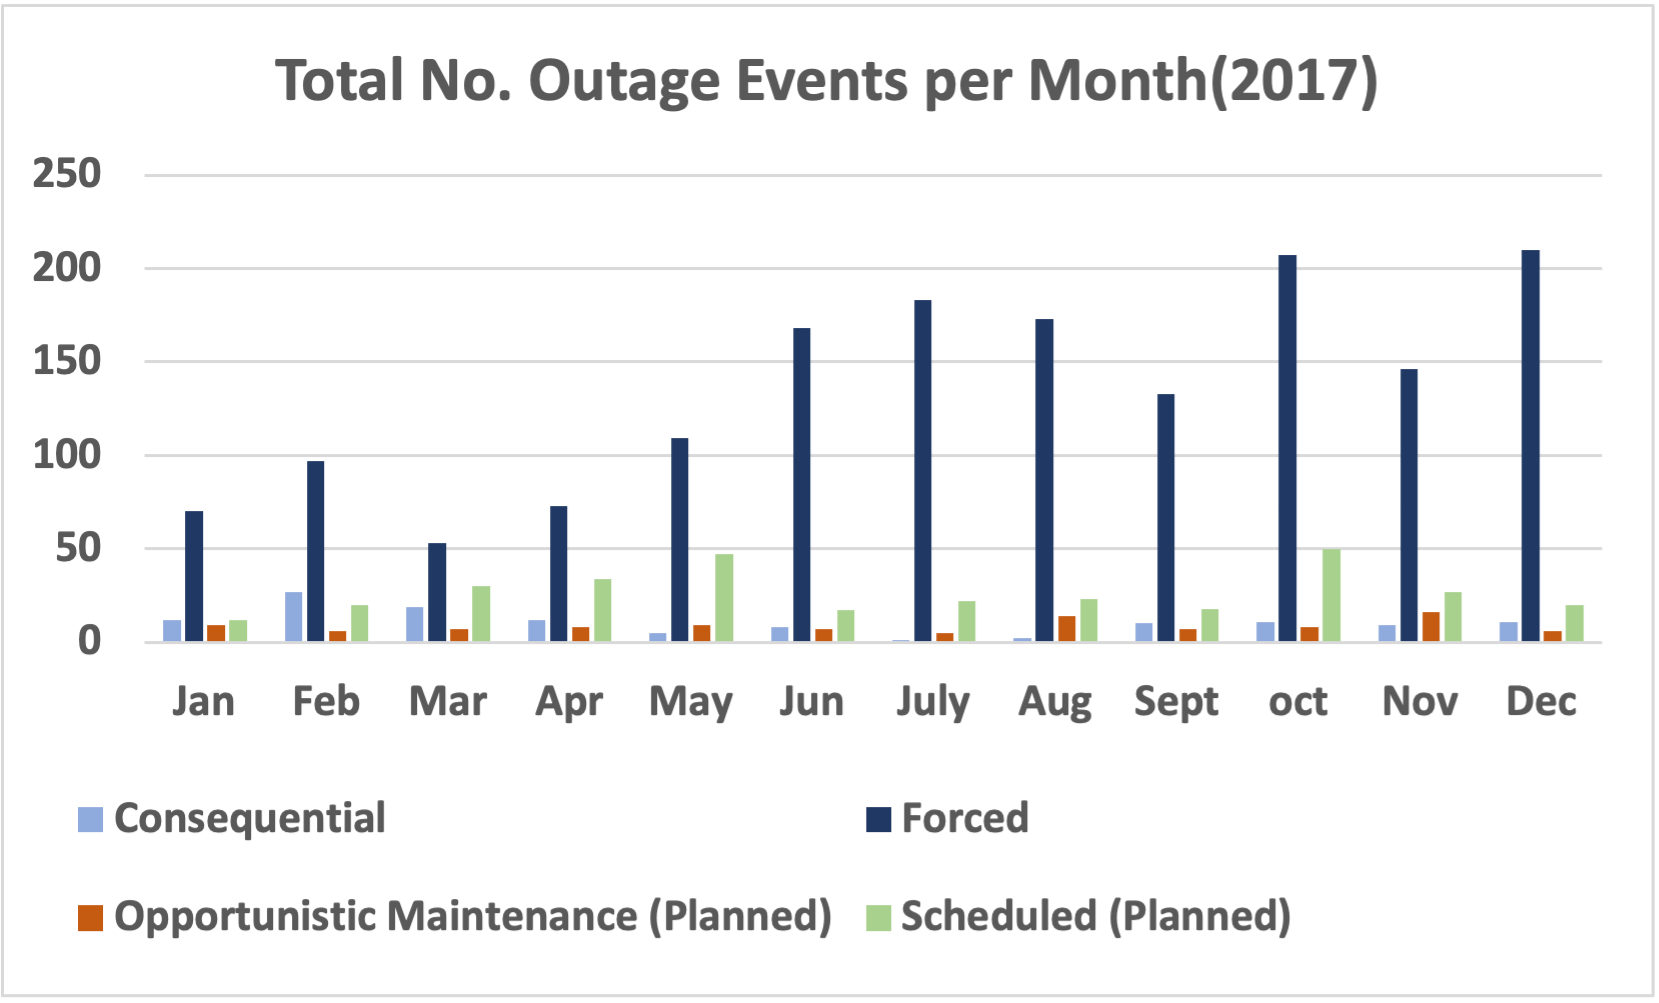 Total No. Outage Events per Month(2017)
250
200
150
100
50
0
Jan Feb Mar Apr May Jun July Aug Sept oct Nov Dec
Consequential Forced
Opportunistic Maintenance (Planned) Scheduled (Planned)